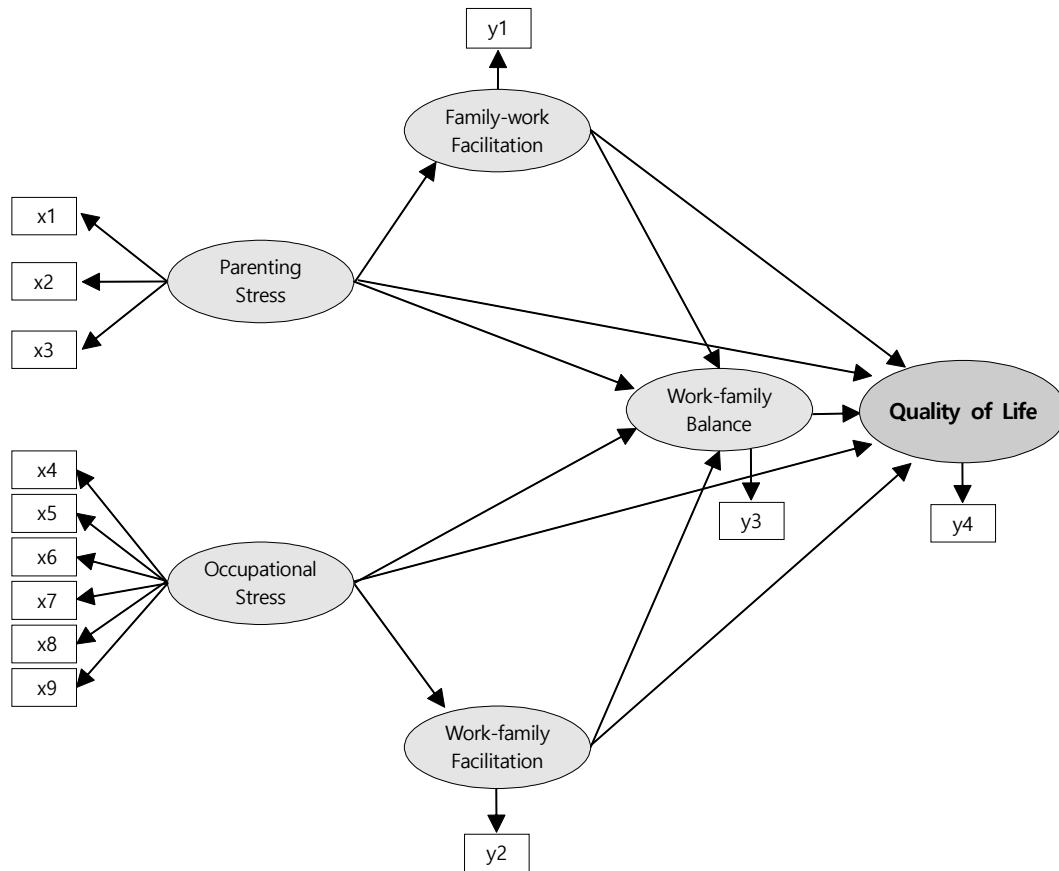 y1
Family-work
Facilitation
x1
x2
x3
Parenting
Stress
Work-family
Balance
Quality of Life
y3
y4
x4
x5
x6
x7
x8
x9
Occupational
Stress
Work-family
Facilitation
y2